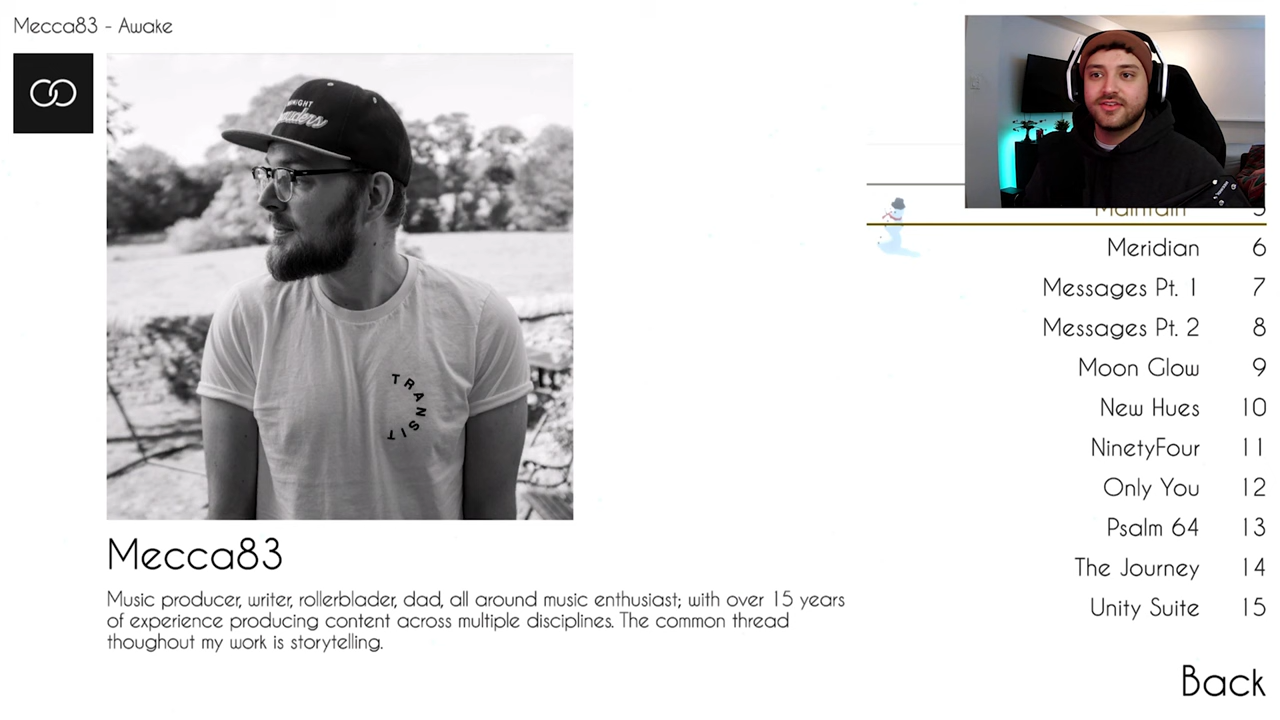 Mecca83 - Awake
TRANSIT
Maintain 5
Meridian 6
Messages Pt. 1 7
Messages Pt. 2 8
Moon Glow 9
New Hues 10
NinetyFour 11
Only You 12
Psalm 64 13
The Journey 14
Unity Suite 15
Mecca83
Music producer, writer, rollerblader, dad, all around music enthusiast; with over 15 years
of experience producing content across multiple disciplines. The common thread
thoughout my work is storytelling.
Back